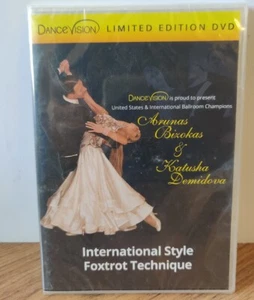 DANCEVISION LIMITED EDITION DVD
DANCEVISION is proud to present
United States & International Ballroom Champions
Arunas
Bizokas
&
Katusha
Demidova
International Style
Foxtrot Technique